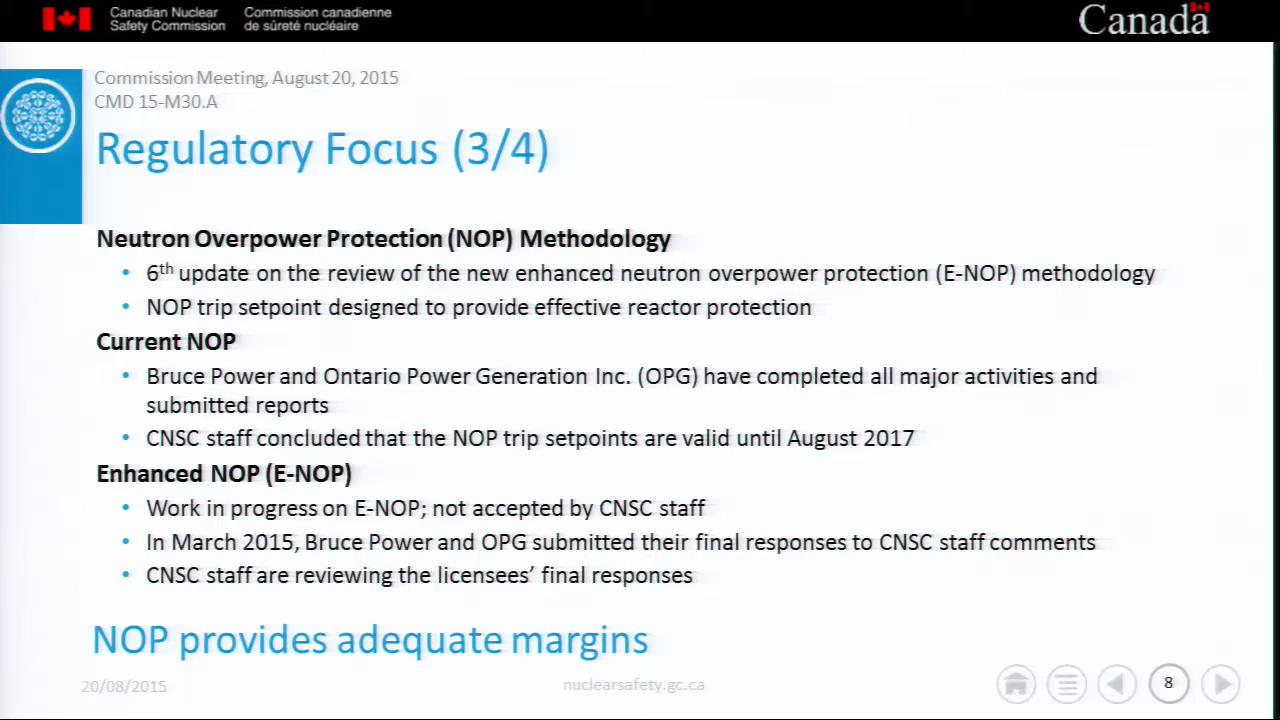 Canadian Nuclear Safety Commission
Commission canadienne de sûreté nucléaire
Canada
Commission Meeting, August 20, 2015
CMD 15-M30.A
Regulatory Focus (3/4)
Neutron Overpower Protection (NOP) Methodology
• 6th update on the review of the new enhanced neutron overpower protection (E-NOP) methodology
• NOP trip setpoint designed to provide effective reactor protection
Current NOP
• Bruce Power and Ontario Power Generation Inc. (OPG) have completed all major activities and
submitted reports
• CNSC staff concluded that the NOP trip setpoints are valid until August 2017
Enhanced NOP (E-NOP)
• Work in progress on E-NOP; not accepted by CNSC staff
• In March 2015, Bruce Power and OPG submitted their final responses to CNSC staff comments
• CNSC staff are reviewing the licensees’ final responses
NOP provides adequate margins
20/08/2015
nuclearsafety.gc.ca
8